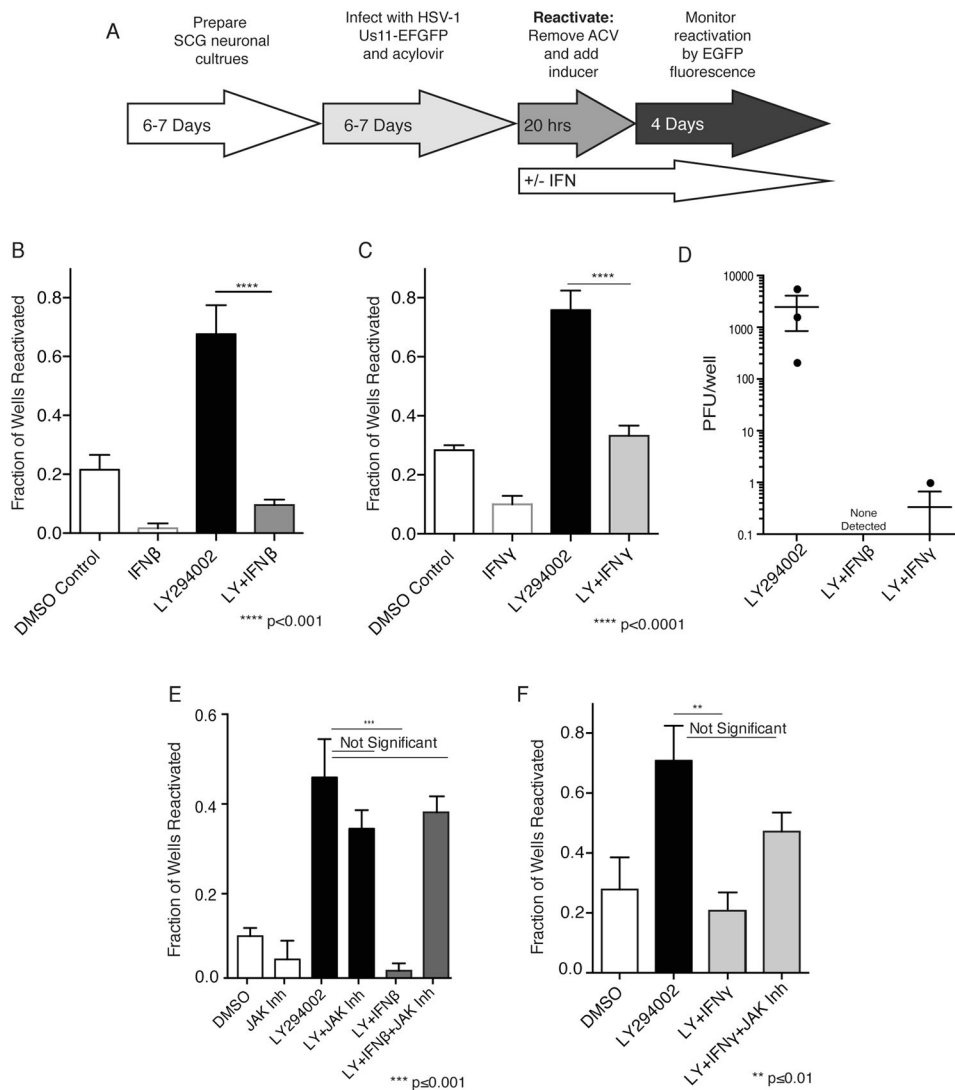 A
Prepare
SCG neuronal
cultrues
Infect with HSV-1
Us11-EFGFP
and acylovir
Reactivate:
Remove ACV
and add
inducer
Monitor
reactivation
by EGFP
fluorescence
6-7 Days
6-7 Days
20 hrs
4 Days
+/- IFN
B
Fraction of Wells Reactivated
0.8
0.6
0.4
0.2
0.0
****
DMSO Control
IFNβ
LY294002
LY+IFNβ
**** p<0.001
C
Fraction of Wells Reactivated
0.8
0.6
0.4
0.2
0.0
****
DMSO Control
IFNγ
LY294002
LY+IFNγ
**** p<0.0001
D
PFU/well
10000
1000
100
10
1
0.1
None
Detected
LY294002
LY+IFNβ
LY+IFNγ
E
Fraction of Wells Reactivated
0.6
0.4
0.2
0.0
***
Not Significant
DMSO
JAK Inh
LY294002
LY+JAK Inh
LY+IFNβ
LY+IFNβ+JAK Inh
*** p≤0.001
F
Fraction of Wells Reactivated
0.8
0.6
0.4
0.2
0.0
**
Not Significant
DMSO
LY294002
LY+IFNγ
LY+IFNγ+JAK Inh
** p≤0.01